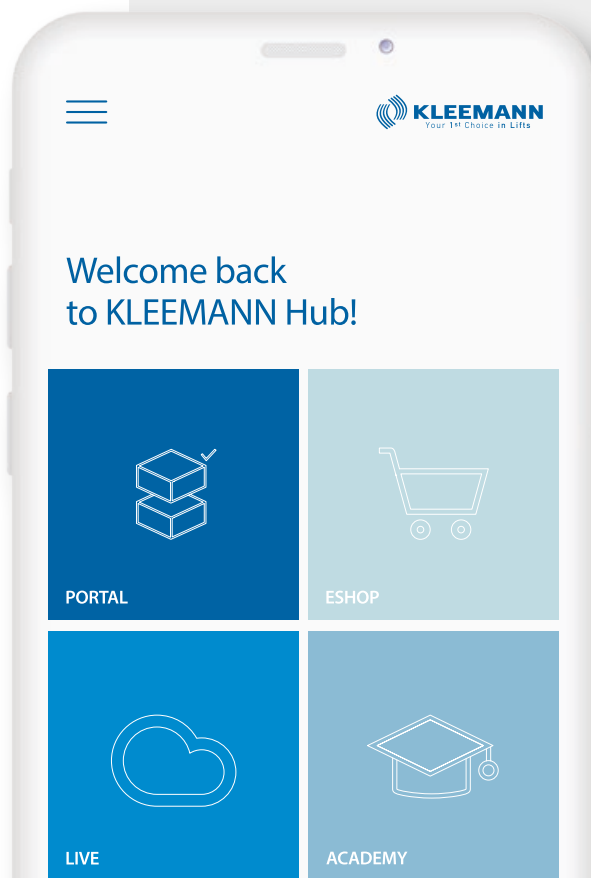 KLEEMANN
Your 1st Choice in Lifts
Welcome back
to KLEEMANN Hub!
PORTAL
ESHOP
LIVE
ACADEMY